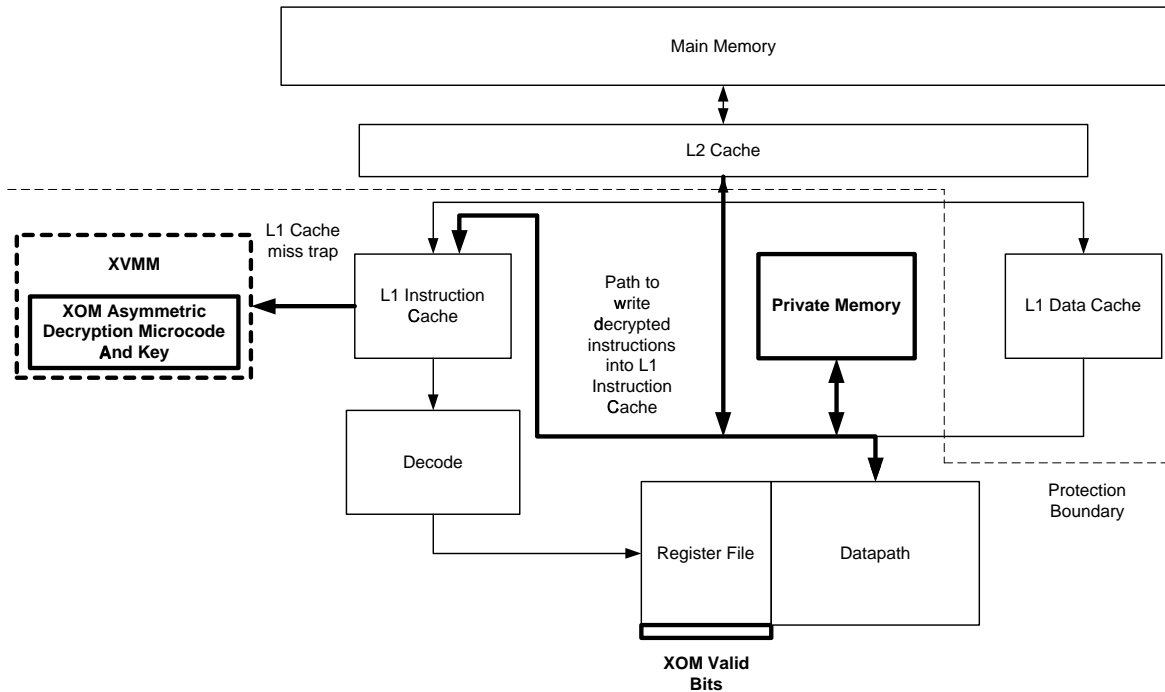 Main Memory
L2 Cache
L1 Cache
miss trap
XVMM
XOM Asymmetric
Decryption Microcode
And Key
L1 Instruction
Cache
Path to
write
decrypted
instructions
into L1
Instruction
Cache
Private Memory
L1 Data Cache
Decode
Protection
Boundary
Register File
Datapath
XOM Valid
Bits